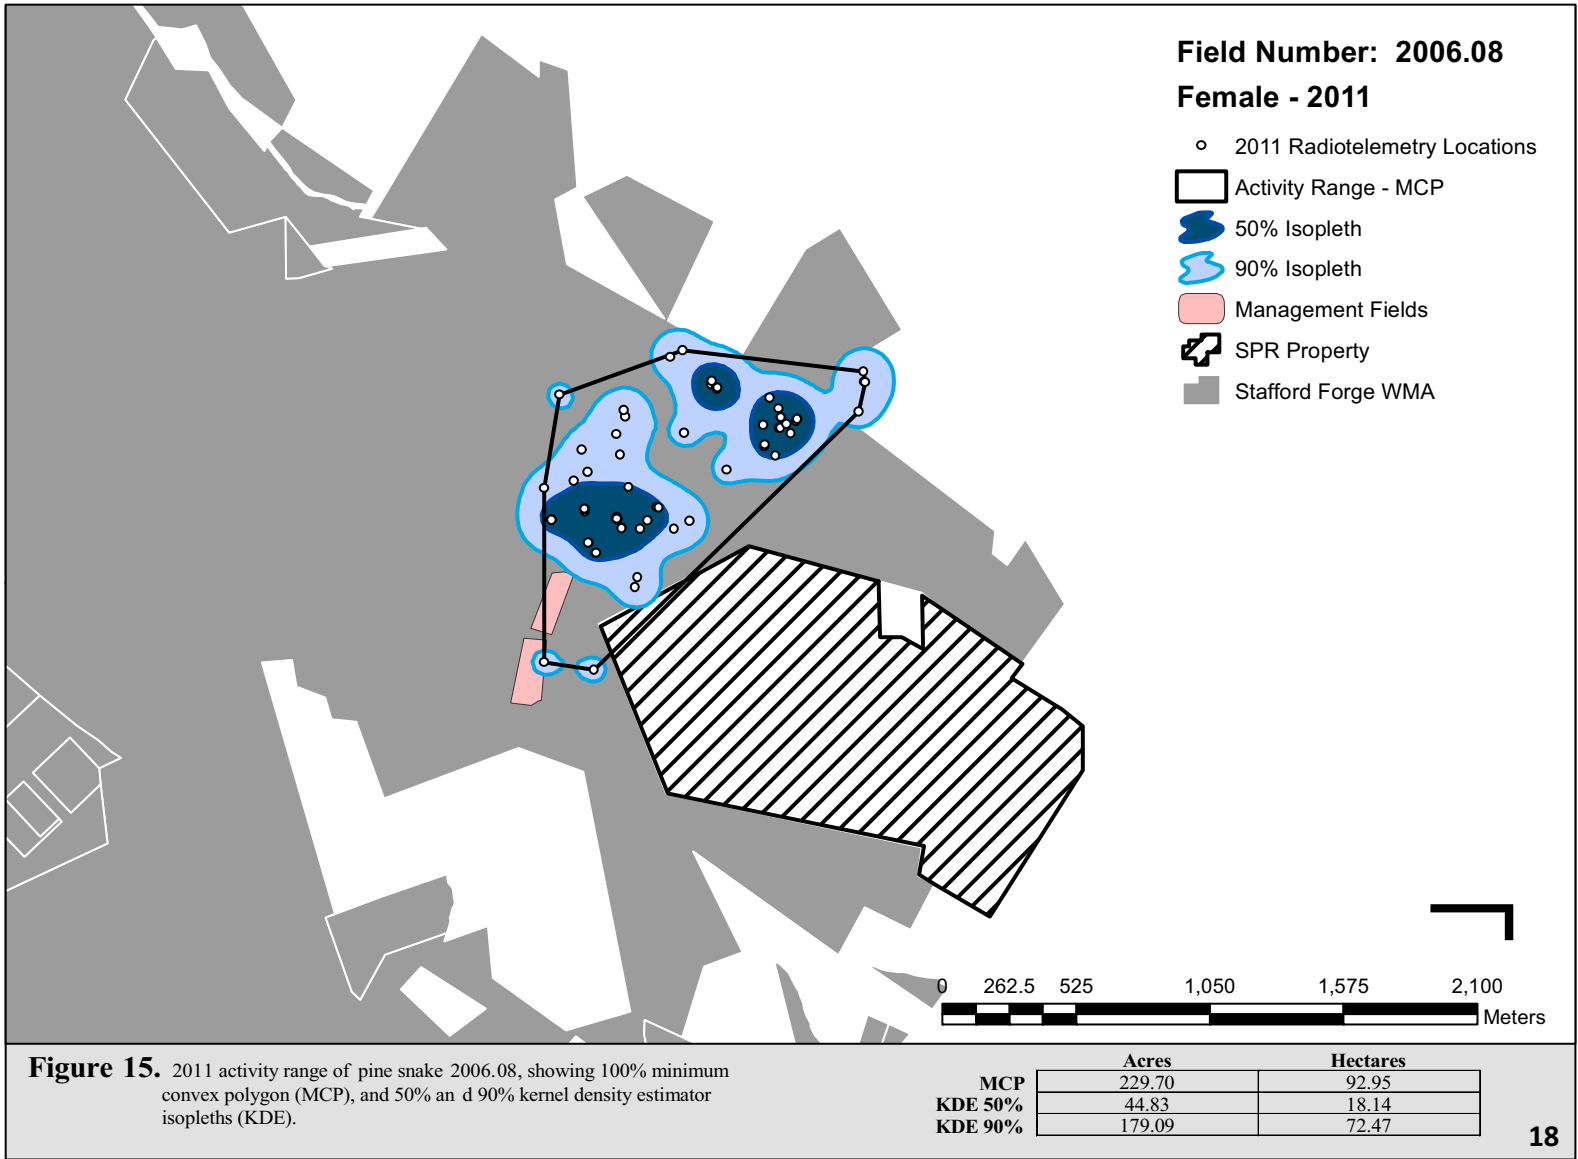 Field Number: 2006.08
Female - 2011
2011 Radiotelemetry Locations
Activity Range - MCP
50% Isopleth
90% Isopleth
Management Fields
SPR Property
Stafford Forge WMA
0 262.5 525 1,050 1,575 2,100
Meters
Figure 15. 2011 activity range of pine snake 2006.08, showing 100% minimum
convex polygon (MCP), and 50% an d 90% kernel density estimator
isopleths (KDE).
Acres Hectares
MCP 229.70 92.95
KDE 50% 44.83 18.14
KDE 90% 179.09 72.47
18